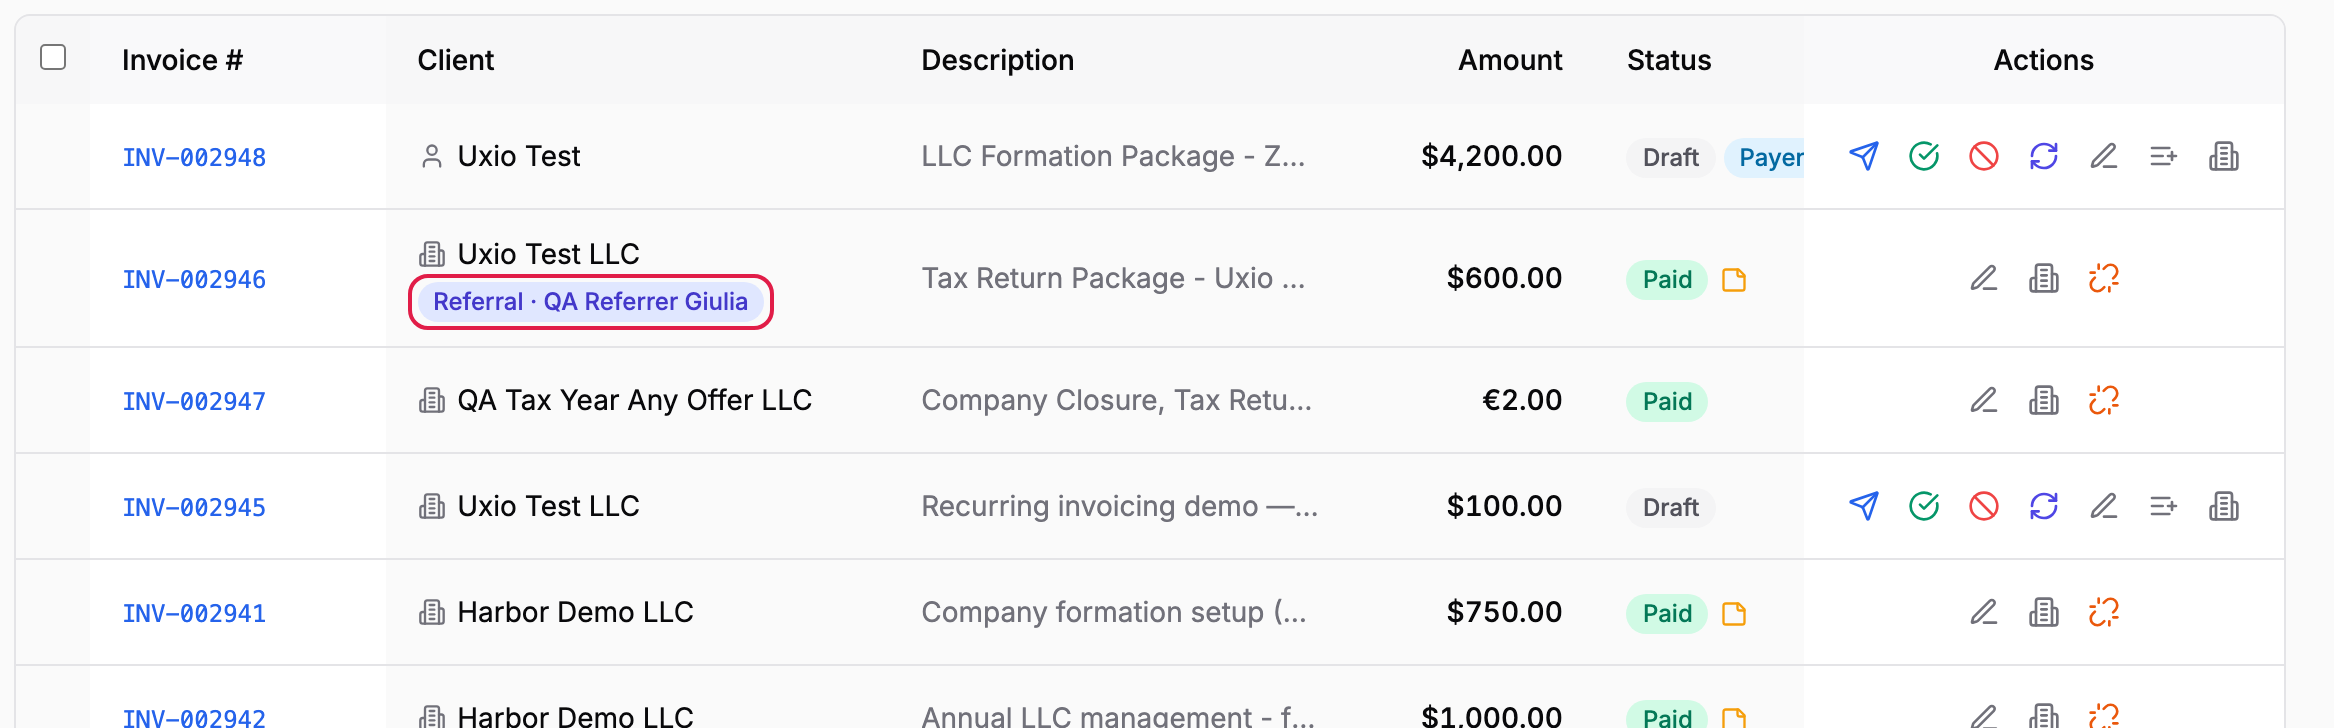 Invoice # Client Description Amount Status Actions
INV-002948 Uxio Test LLC Formation Package - Z... $4,200.00 Draft Payer
Uxio Test LLC
INV-002946 Tax Return Package - Uxio ... $600.00 Paid
Referral · QA Referrer Giulia
INV-002947 QA Tax Year Any Offer LLC Company Closure, Tax Retu... €2.00 Paid
INV-002945 Uxio Test LLC Recurring invoicing demo —... $100.00 Draft
INV-002941 Harbor Demo LLC Company formation setup (... $750.00 Paid
INV-002942 Harbor Demo LLC Annual LLC management - f... $1,000.00 Paid